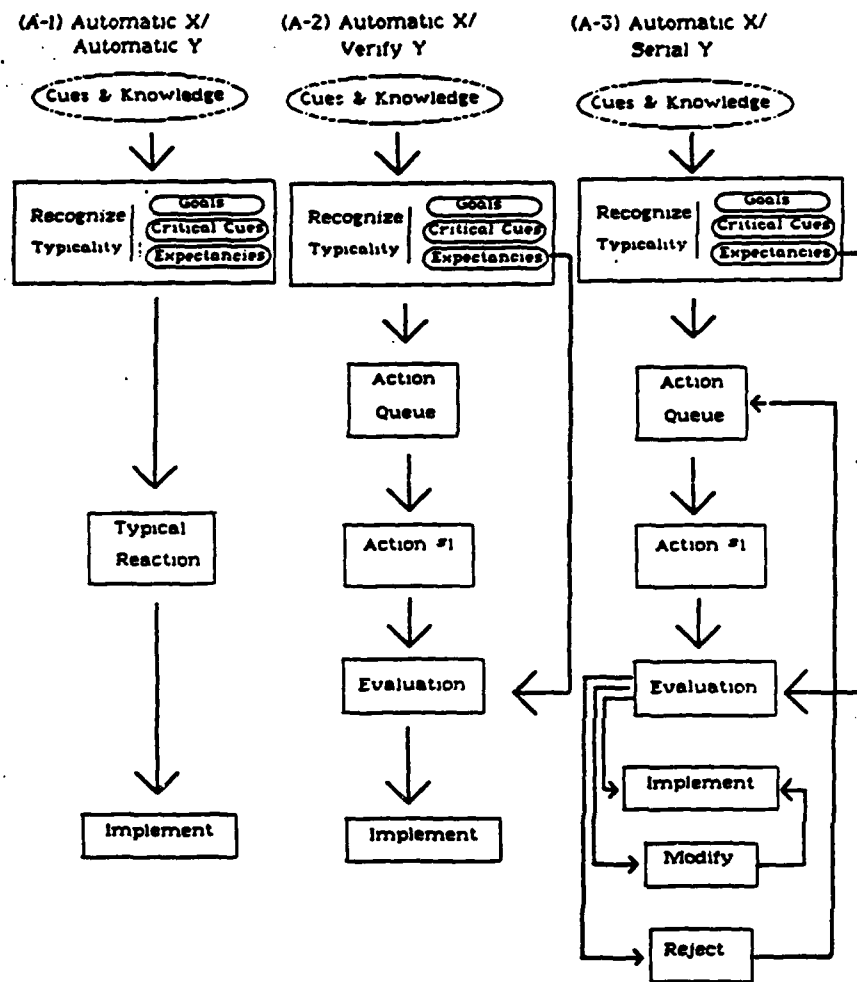 (A-1) Automatic X/
Automatic Y
Cues & Knowledge
Recognize
Typicality
Goals
Critical Cues
Expectancies
Typical
Reaction
Implement
(A-2) Automatic X/
Verify Y
Cues & Knowledge
Recognize
Typicality
Goals
Critical Cues
Expectancies
Action
Queue
Action #1
Evaluation
Implement
(A-3) Automatic X/
Serial Y
Cues & Knowledge
Recognize
Typicality
Goals
Critical Cues
Expectancies
Action
Queue
Action #1
Evaluation
Implement
Modify
Reject